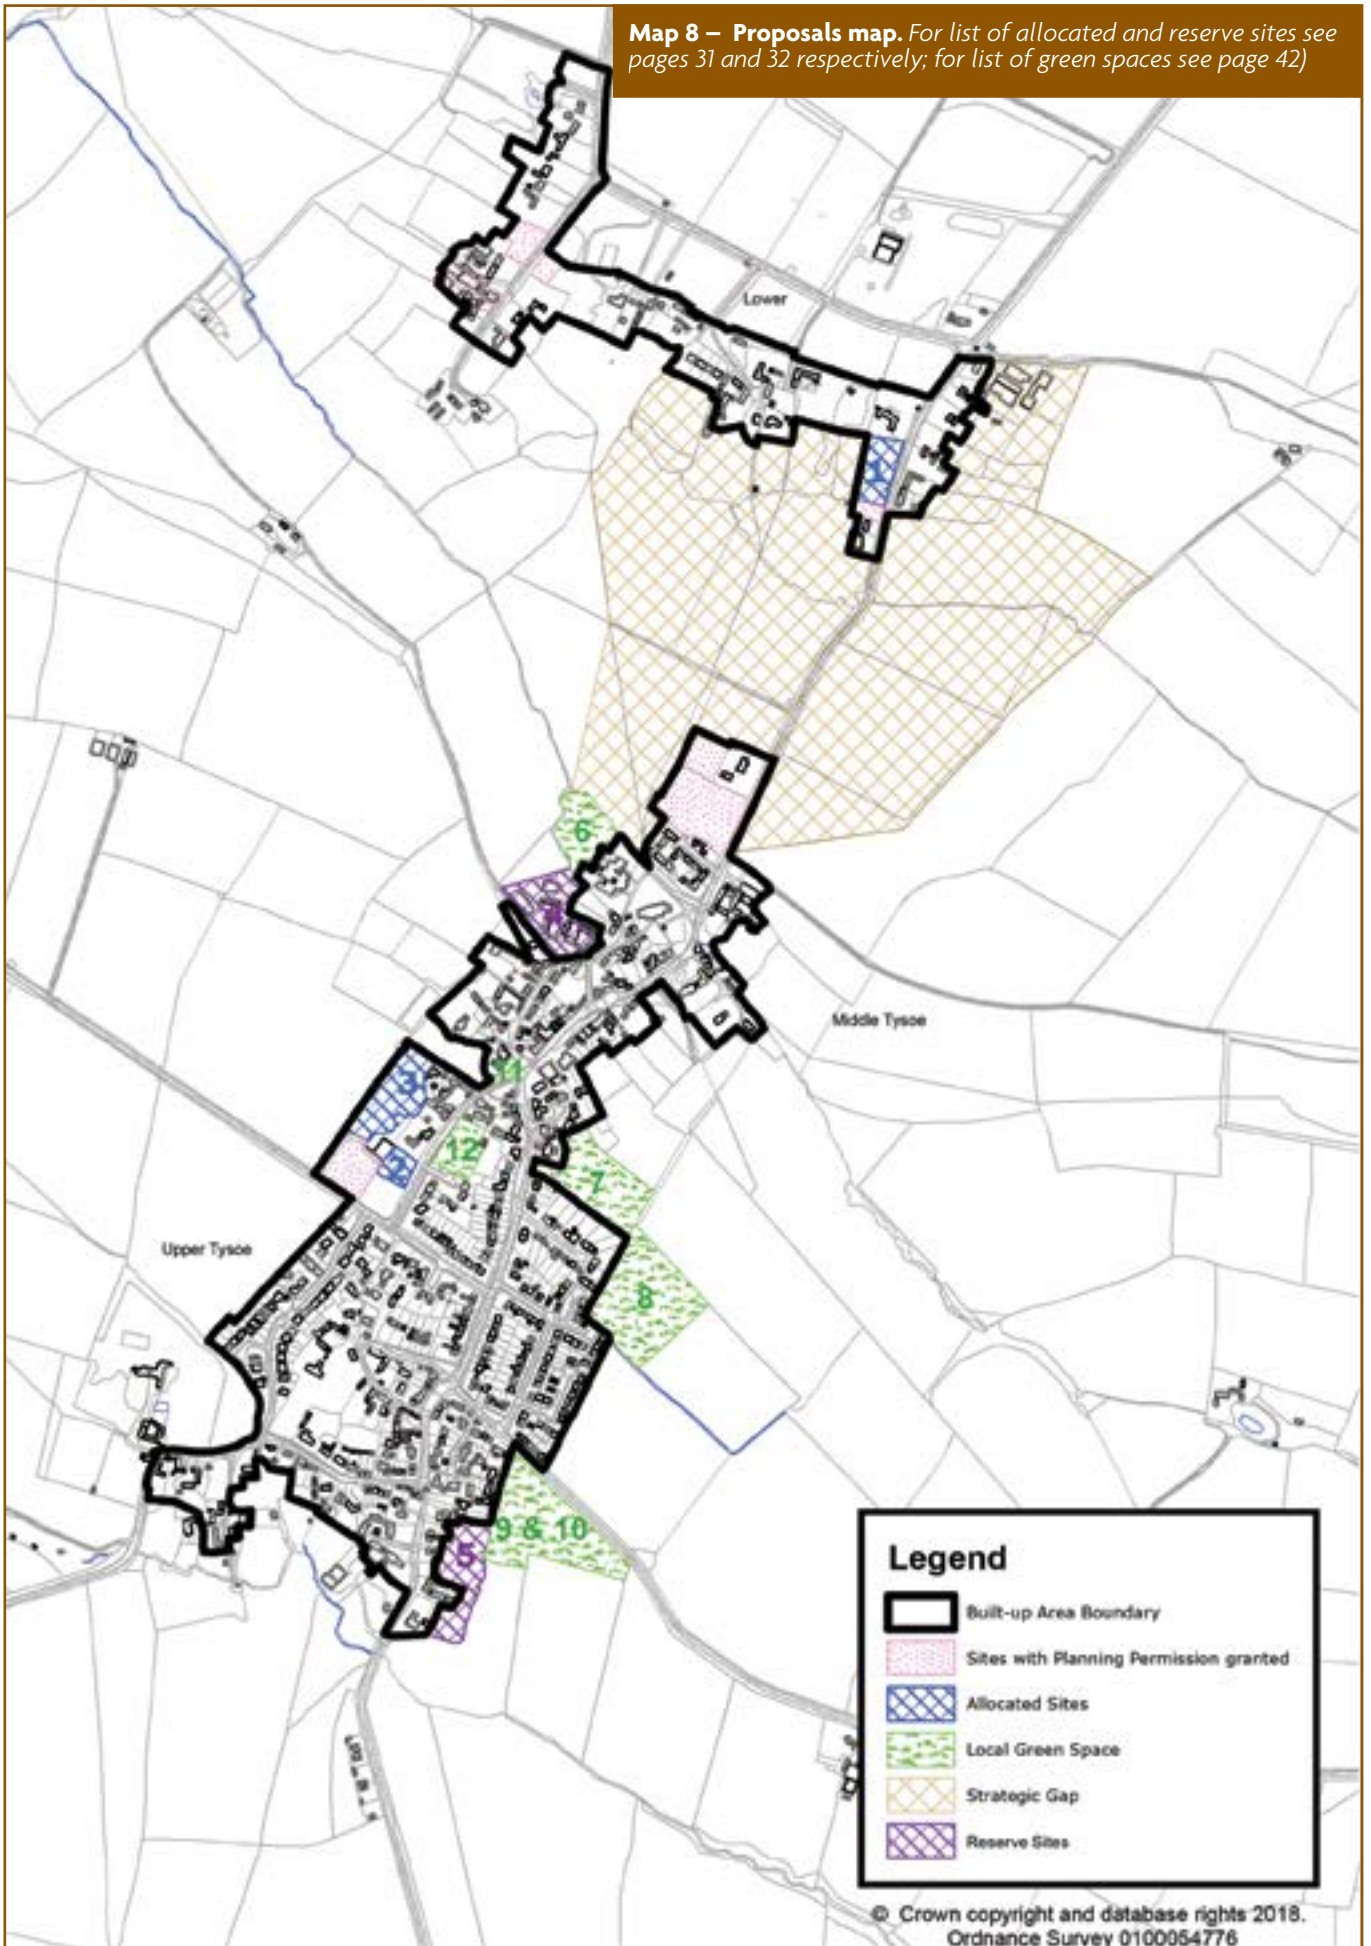 Map 8 – Proposals map. For list of allocated and reserve sites see
pages 31 and 32 respectively; for list of green spaces see page 42)
Lower
1
6
Middle Tysoe
11
3
12
2
7
Upper Tysoe
8
9 & 10
5
Legend
Built-up Area Boundary
Sites with Planning Permission granted
Allocated Sites
Local Green Space
Strategic Gap
Reserve Sites
© Crown copyright and database rights 2018.
Ordnance Survey 0100054776